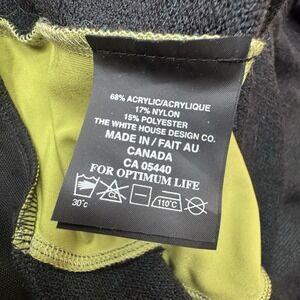 68% ACRYLIC/ACRYLIQUE
17% NYLON
15% POLYESTER
THE WHITE HOUSE DESIGN CO.
MADE IN / FAIT AU
CANADA
CA 05440
FOR OPTIMUM LIFE
CL
30°C
110°C